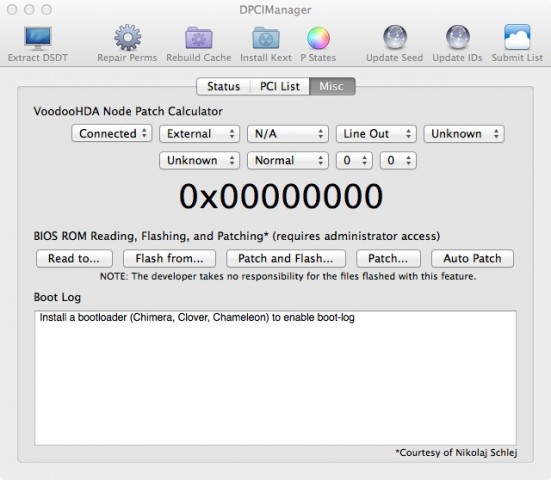 DPCIManager
Extract DSDT Repair Perms Rebuild Cache Install Kext P States Update Seed Update IDs Submit List
Status PCI List Misc
VoodooHDA Node Patch Calculator
Connected External N/A Line Out Unknown
Unknown Normal 0 0
0x00000000
BIOS ROM Reading, Flashing, and Patching* (requires administrator access)
Read to... Flash from... Patch and Flash... Patch... Auto Patch
NOTE: The developer takes no responsibility for the files flashed with this feature.
Boot Log
Install a bootloader (Chimera, Clover, Chameleon) to enable boot-log
*Courtesy of Nikolaj Schlej